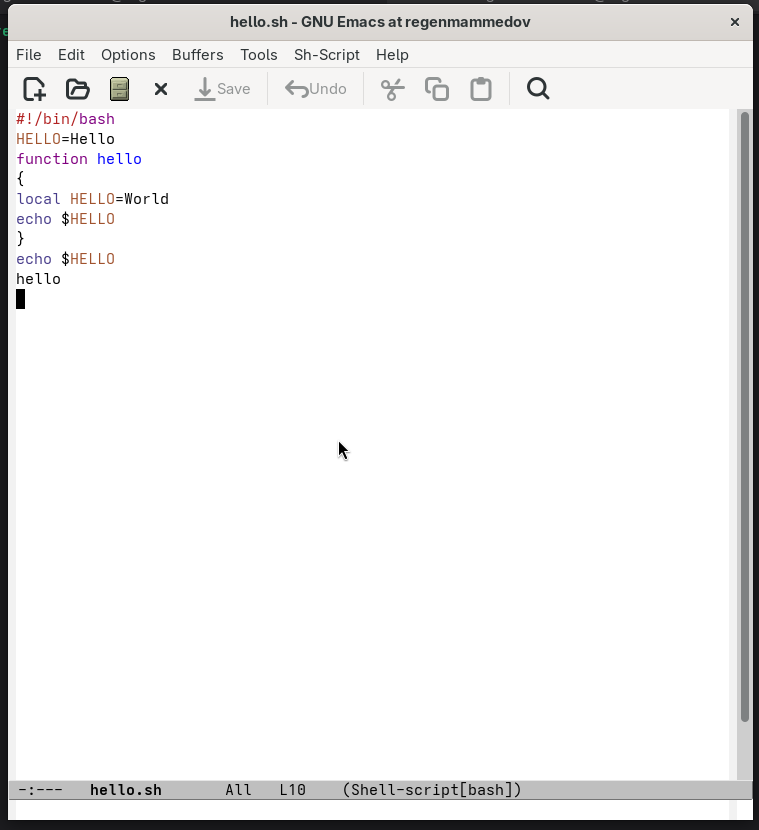 hello.sh - GNU Emacs at regenmammedov
File Edit Options Buffers Tools Sh-Script Help
Save Undo
#!/bin/bash
HELLO=Hello
function hello
{
local HELLO=World
echo $HELLO
}
echo $HELLO
hello
-:--- hello.sh All L10 (Shell-script[bash])